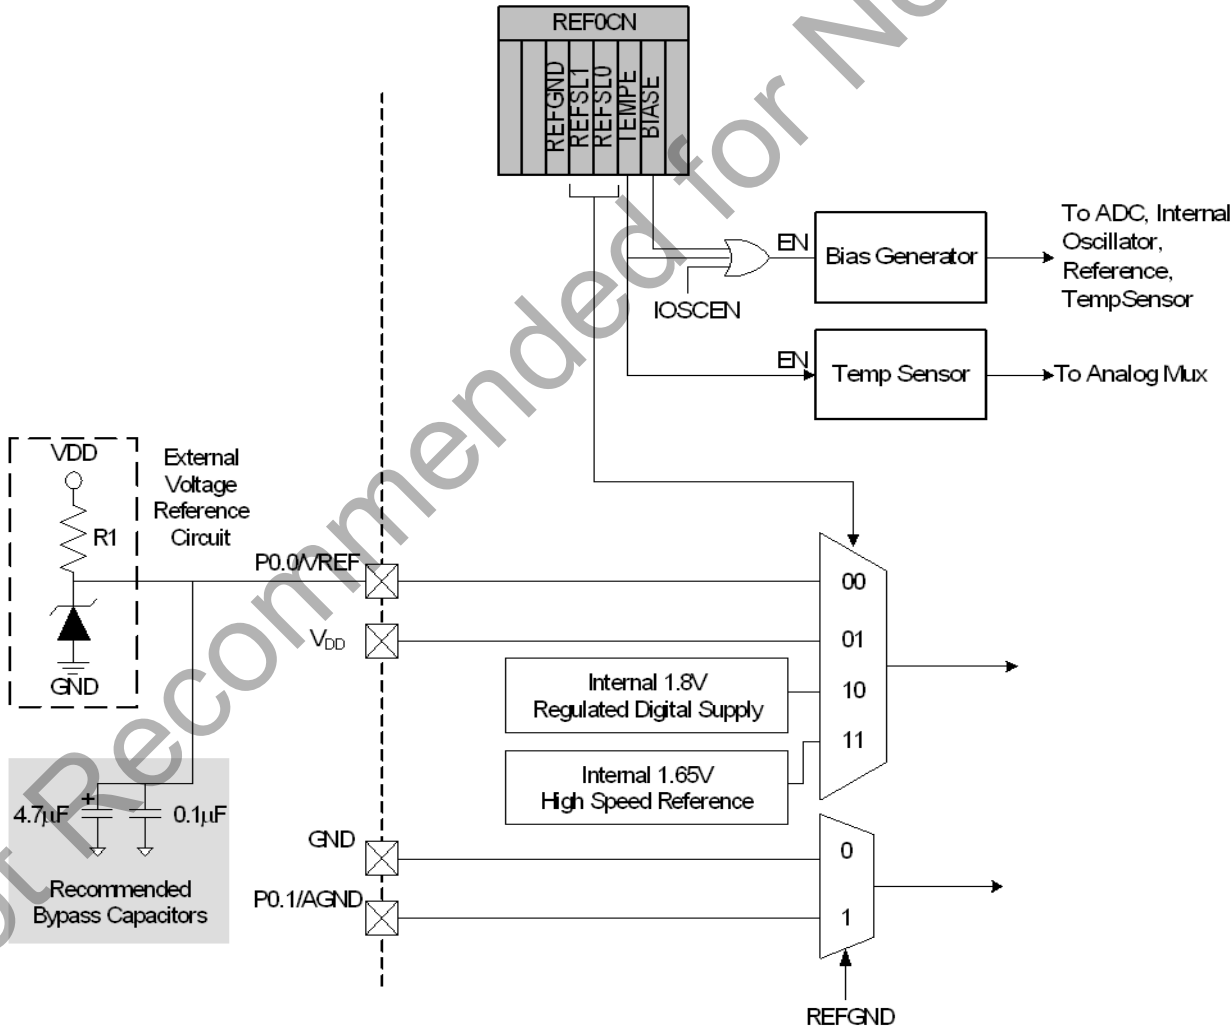 REF0CN
REFGND
REFSL1
REFSL0
TEMPE
BIASE
EN
Bias Generator
To ADC, Internal
Oscillator,
Reference,
TempSensor
IOSCEN
EN
Temp Sensor
To Analog Mux
VDD
R1
GND
External
Voltage
Reference
Circuit
P0.0/VREF
00
VDD
01
Internal 1.8V
Regulated Digital Supply
10
Internal 1.65V
High Speed Reference
11
4.7µF
+
0.1µF
Recommended
Bypass Capacitors
GND
0
P0.1/AGND
1
REFGND
Recommended for